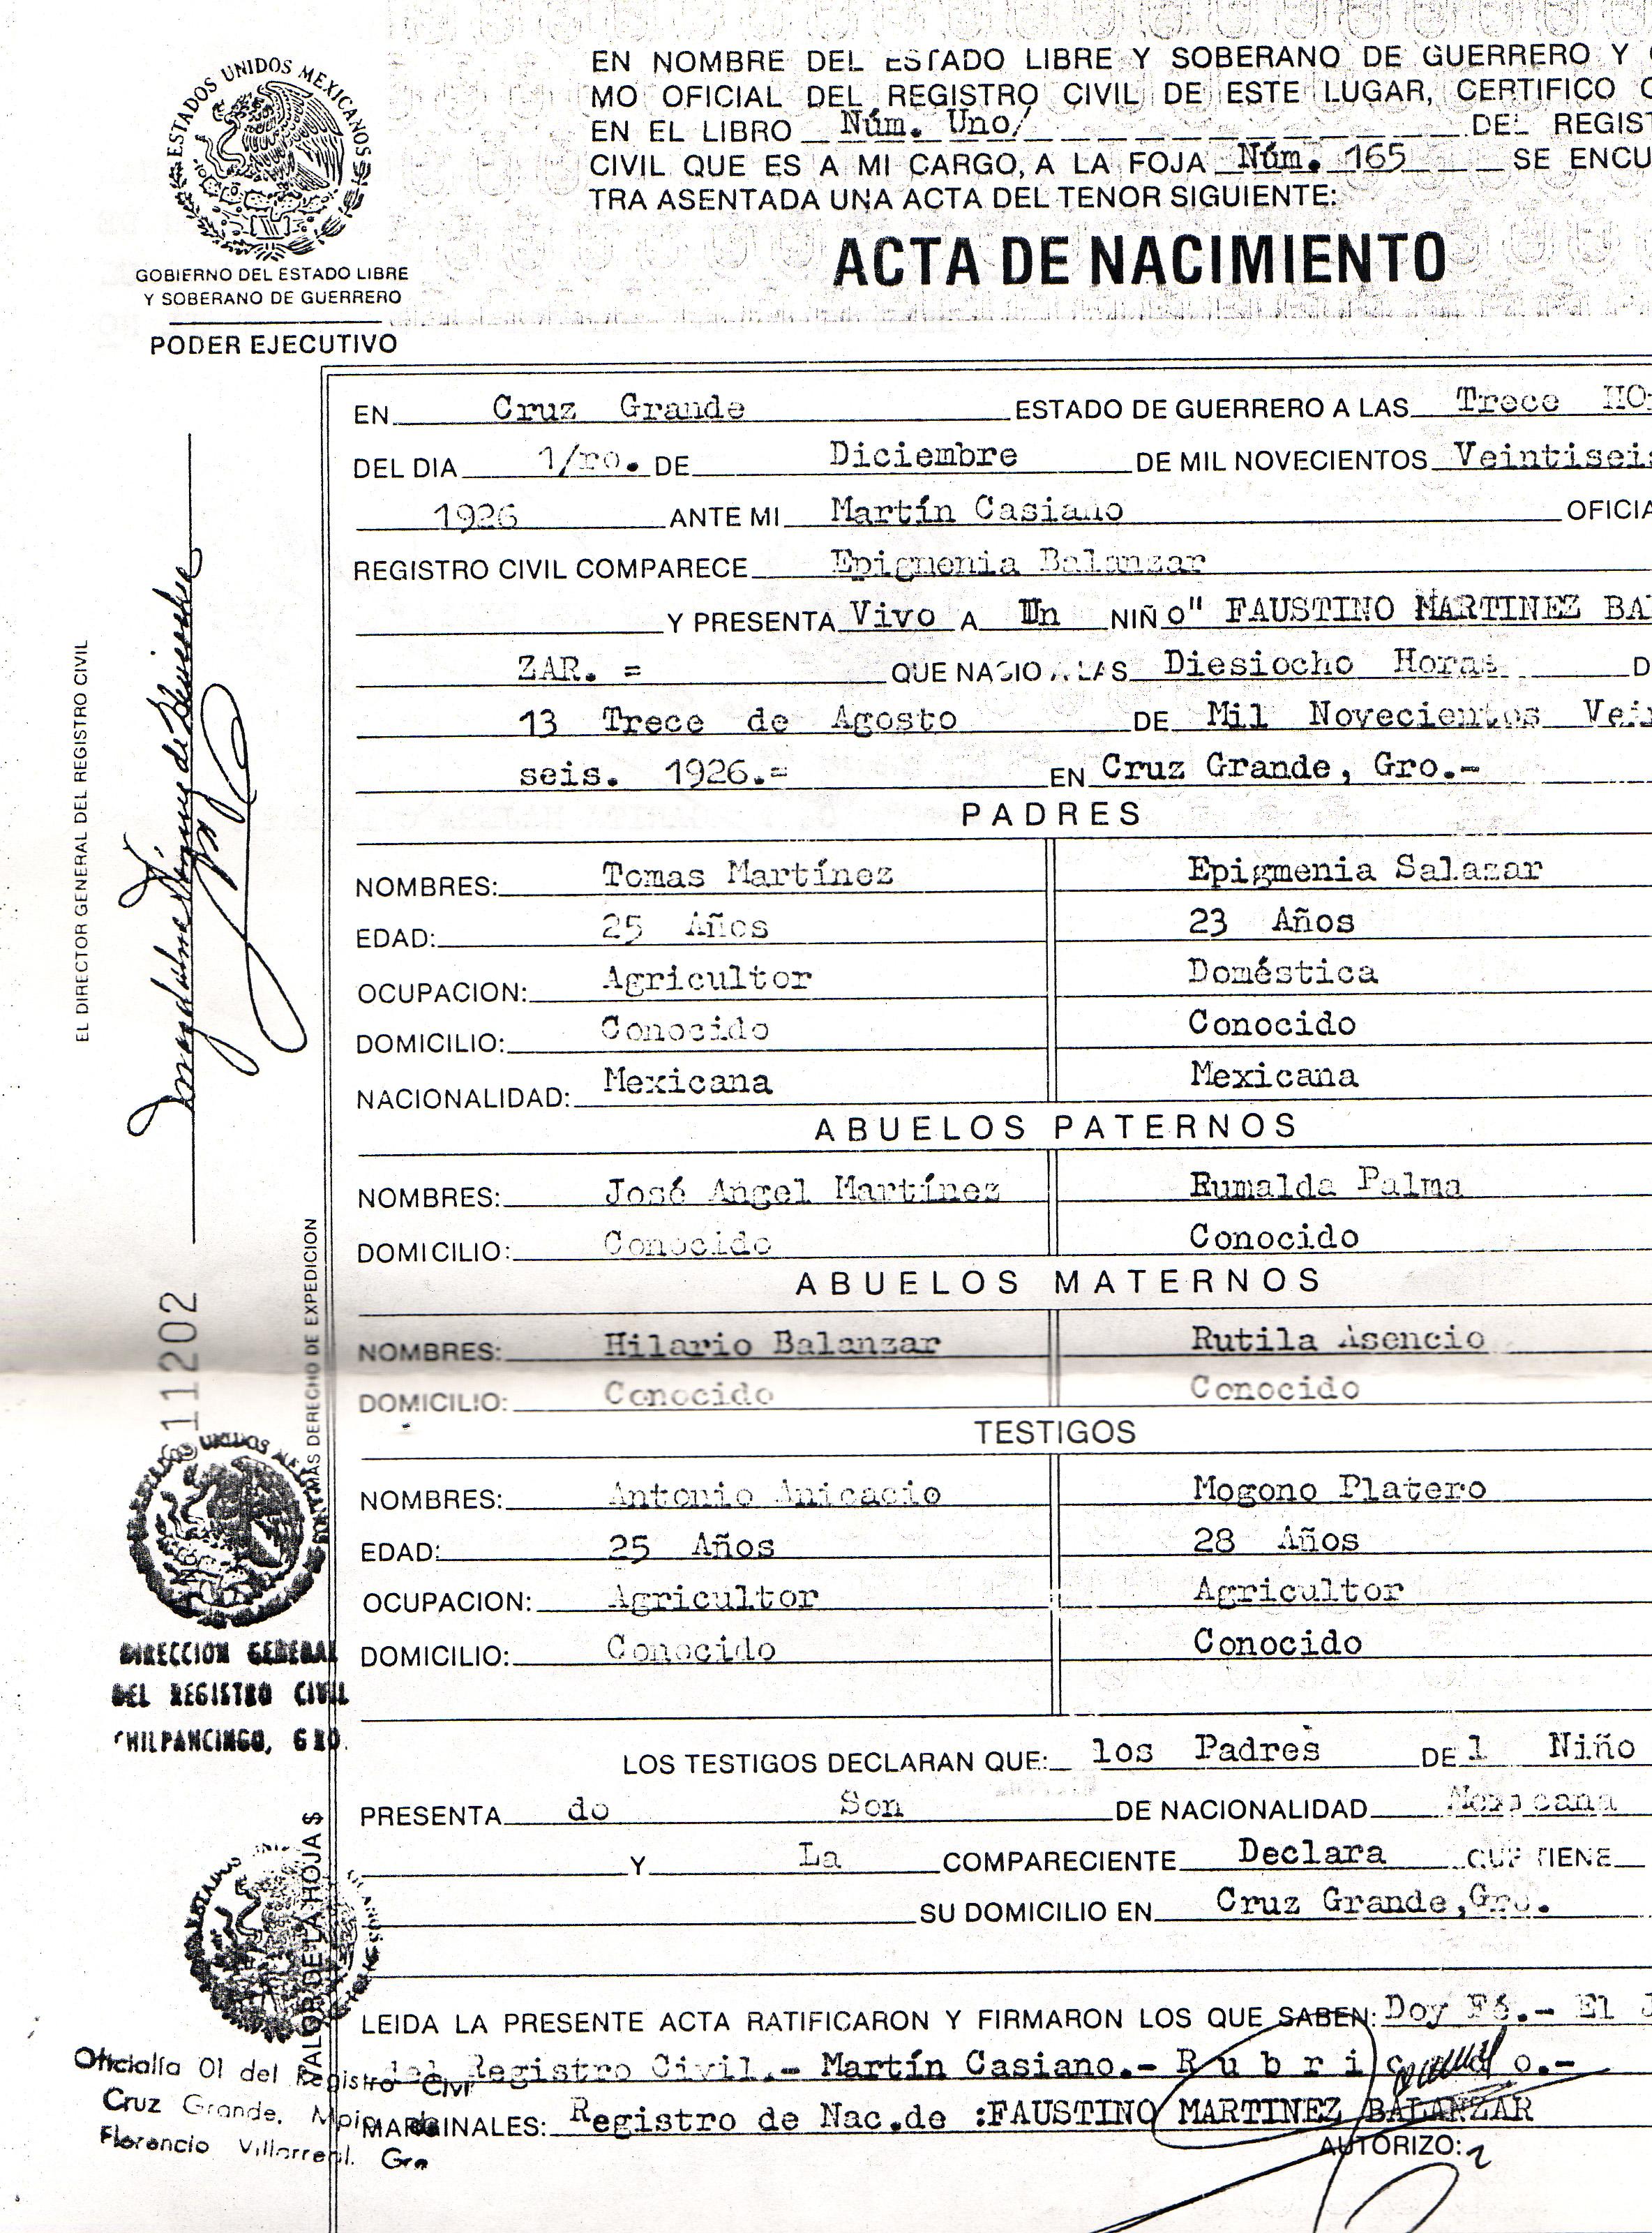 ESTADOS UNIDOS MEXICANOS
GOBIERNO DEL ESTADO LIBRE
Y SOBERANO DE GUERRERO
PODER EJECUTIVO
EN NOMBRE DEL ESTADO LIBRE Y SOBERANO DE GUERRERO Y
MO OFICIAL DEL REGISTRO CIVIL DE ESTE LUGAR, CERTIFICO
EN EL LIBRO Núm. Uno/ DEL REGIST
CIVIL QUE ES A MI CARGO, A LA FOJA Núm. 165 SE ENCU
TRA ASENTADA UNA ACTA DEL TENOR SIGUIENTE:
ACTA DE NACIMIENTO
EN Cruz Grande ESTADO DE GUERRERO A LAS Trece HO
DEL DIA 1/ro. DE Diciembre DE MIL NOVECIENTOS Veintiseis
1926 ANTE MI Martín Casiano OFICIA
REGISTRO CIVIL COMPARECE Epigmenia Balanzar
Y PRESENTA Vivo A Un NIÑO" FAUSTINO MARTINEZ BA
ZAR. = QUE NACIO A LAS Diesiocho Horas D
13 Trece de Agosto DE Mil Novecientos Vein
seis. 1926.= EN Cruz Grande, Gro.-
PADRES
NOMBRES: Tomas Martínez Epigmenia Salazar
EDAD: 25 Años 23 Años
OCUPACION: Agricultor Doméstica
DOMICILIO: Conocido Conocido
NACIONALIDAD: Mexicana Mexicana
ABUELOS PATERNOS
NOMBRES: José Angel Martínez Rumalda Palma
DOMICILIO: Conocido Conocido
ABUELOS MATERNOS
NOMBRES: Hilario Balanzar Rutila Asencio
DOMICILIO: Conocido Conocido
TESTIGOS
NOMBRES: Antonio Anicacio Mogono Platero
EDAD: 25 Años 28 Años
OCUPACION: Agricultor Agricultor
DOMICILIO: Conocido Conocido
LOS TESTIGOS DECLARAN QUE: los Padres DE l Niño
PRESENTA do Son DE NACIONALIDAD Mexicana
Y La COMPARECIENTE Declara QUE TIENE
SU DOMICILIO EN Cruz Grande, Gro.
LEIDA LA PRESENTE ACTA RATIFICARON Y FIRMARON LOS QUE SABEN: Doy Fé.- El J
del Registro Civil.- Martín Casiano.- R u b r i c a d o.-
MARGINALES: Registro de Nac.de :FAUSTINO MARTINEZ BALANZAR
AUTORIZO:
EL DIRECTOR GENERAL DEL REGISTRO CIVIL
11202
MÁS DERECHO DE EXPEDICION
VALOR DE LA HOJA $
DIRECCION GENERAL
DEL REGISTRO CIVIL
CHILPANCINGO, GRO.
Oficialía 01 del Registro Civil
Cruz Grande, Mpio. de
Florencio Villarreal. Gro